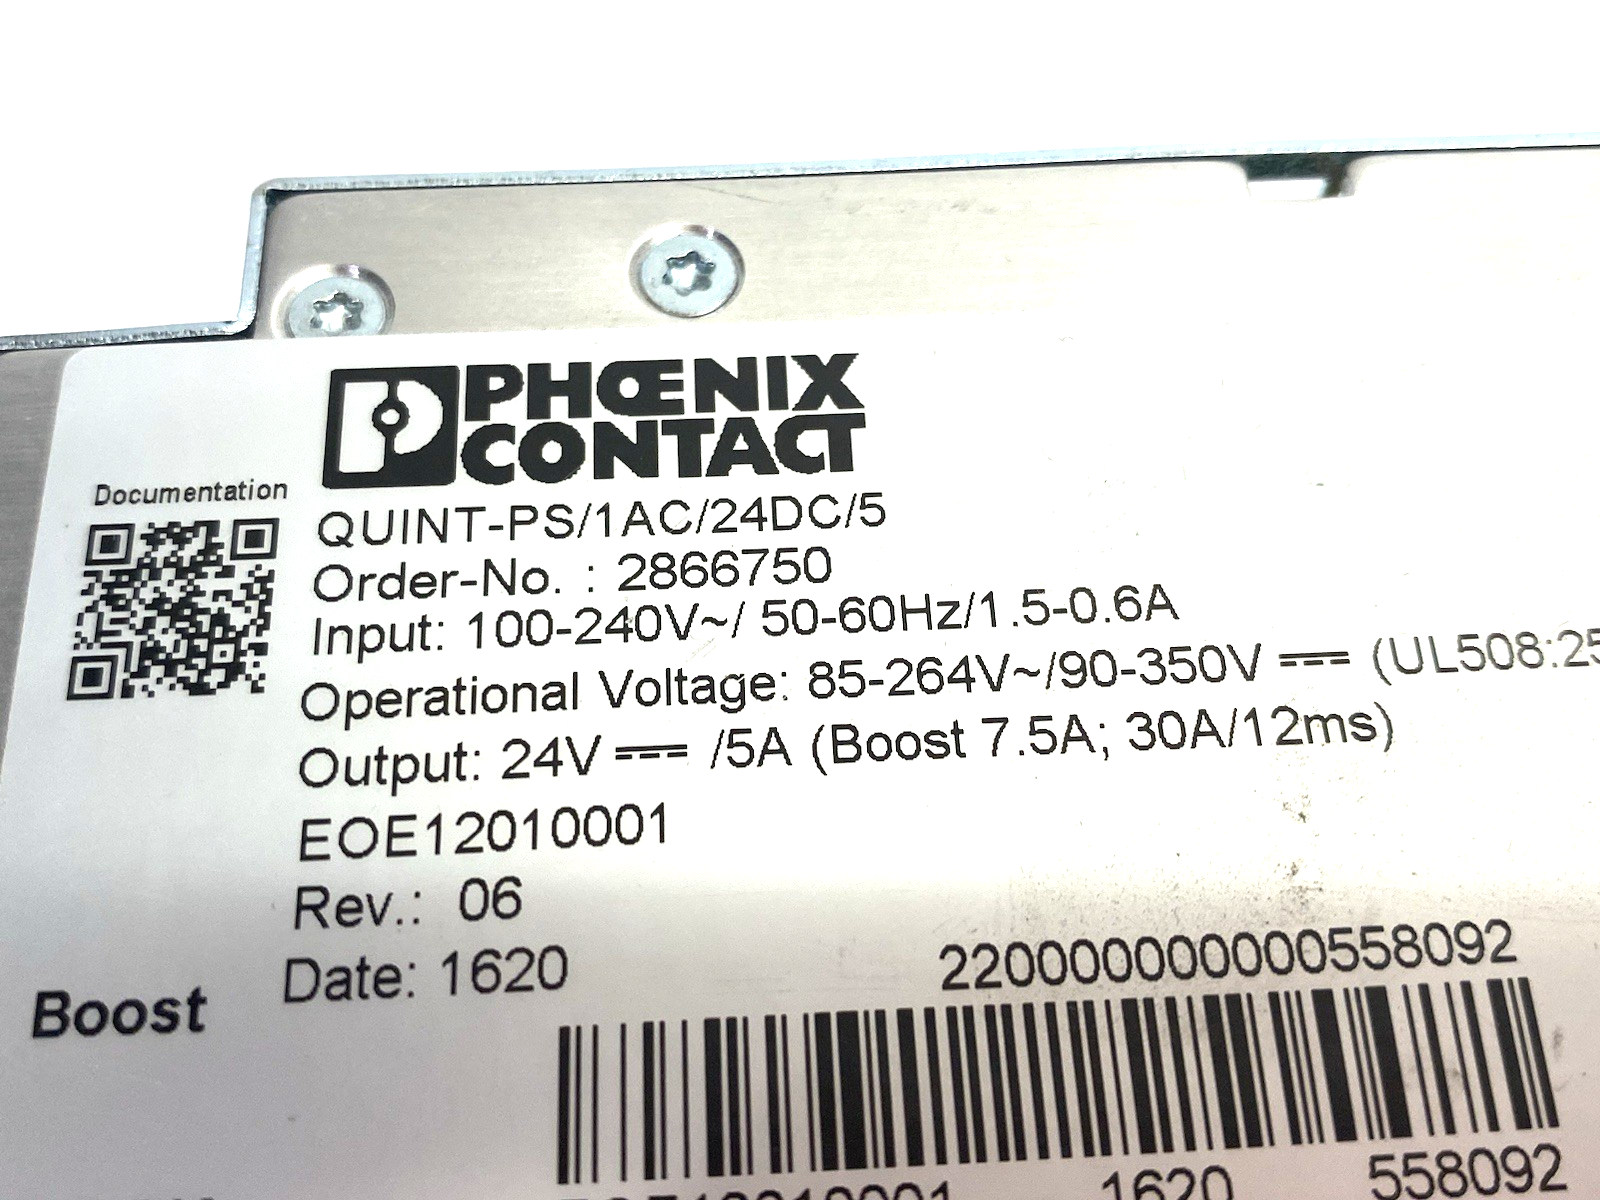 PHŒNIX
CONTACT
Documentation
QUINT-PS/1AC/24DC/5
Order-No. : 2866750
Input: 100-240V~/ 50-60Hz/1.5-0.6A
Operational Voltage: 85-264V~/90-350V ⎓ (UL508:25
Output: 24V ⎓ /5A (Boost 7.5A; 30A/12ms)
EOE12010001
Rev.: 06
Date: 1620
Boost
2200000000000558092
1620 558092